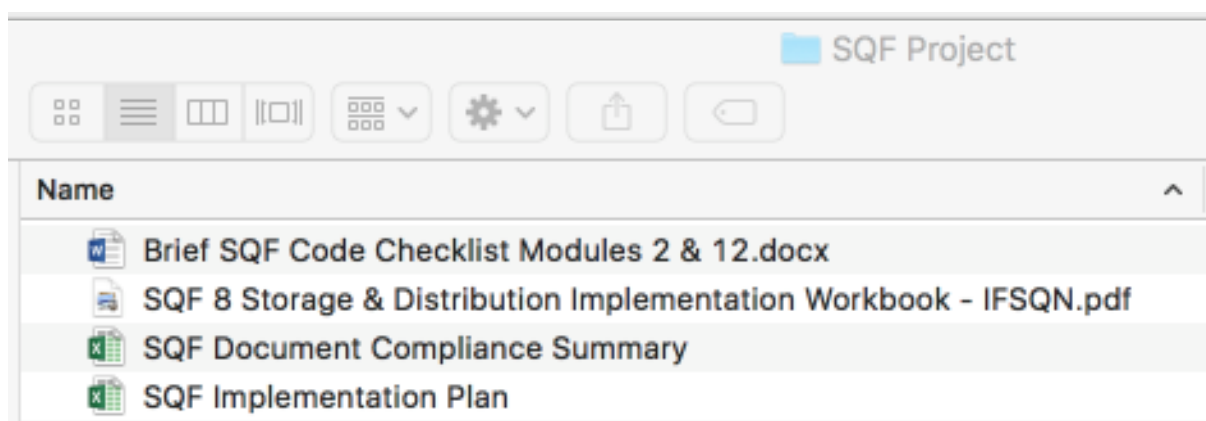 SQF Project
Name
Brief SQF Code Checklist Modules 2 & 12.docx
SQF 8 Storage & Distribution Implementation Workbook - IFSQN.pdf
SQF Document Compliance Summary
SQF Implementation Plan